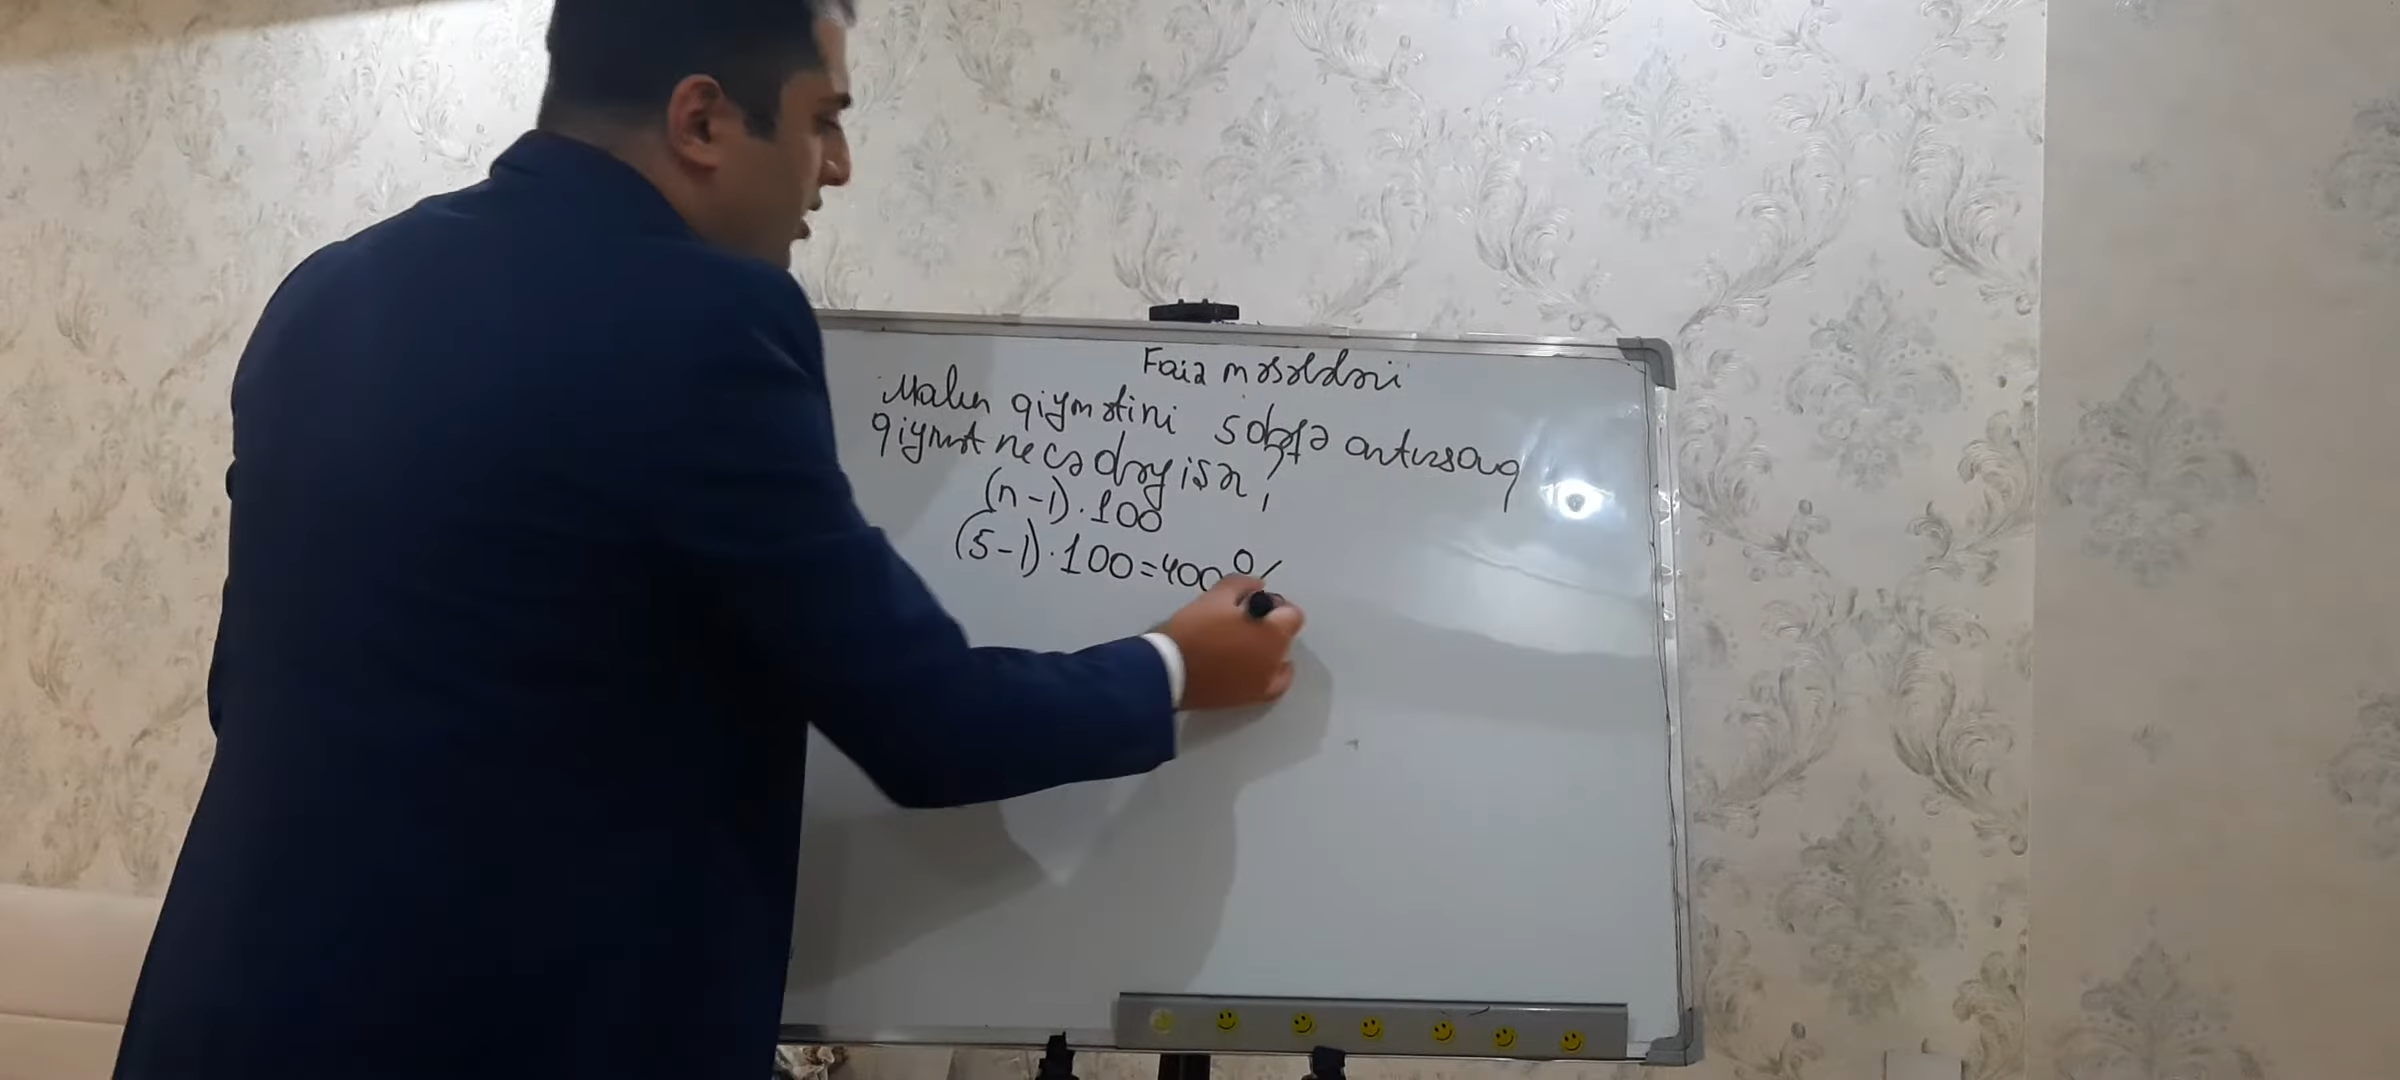 Faiz məsələləri
Malın qiymətini 5 dəfə artırsaq
qiymət necə dəyişər?
(n-1)·100
(5-1)·100=400%